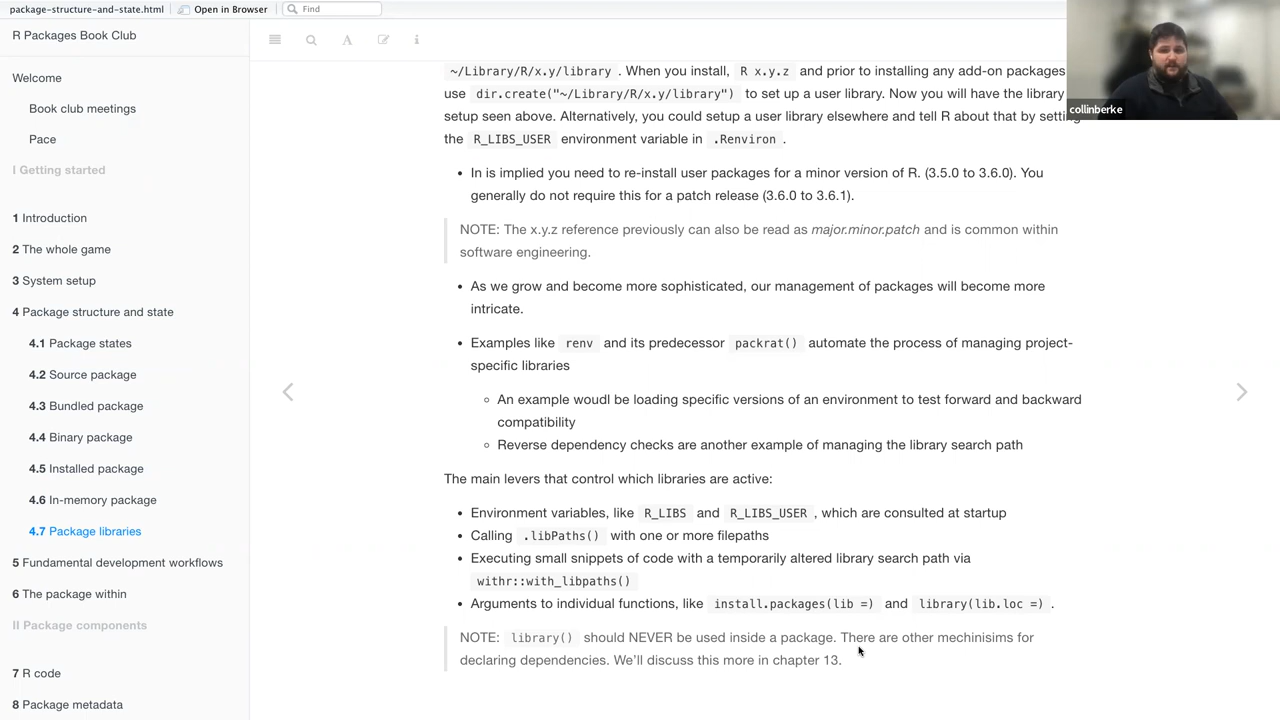 package-structure-and-state.html
Open in Browser
Find
R Packages Book Club
Welcome
Book club meetings
Pace
I Getting started
1 Introduction
2 The whole game
3 System setup
4 Package structure and state
4.1 Package states
4.2 Source package
4.3 Bundled package
4.4 Binary package
4.5 Installed package
4.6 In-memory package
4.7 Package libraries
5 Fundamental development workflows
6 The package within
II Package components
7 R code
8 Package metadata
~/Library/R/x.y/library . When you install, R x.y.z and prior to installing any add-on packages
use dir.create("~/Library/R/x.y/library") to set up a user library. Now you will have the library
setup seen above. Alternatively, you could setup a user library elsewhere and tell R about that by setting
the R_LIBS_USER environment variable in .Renviron .
• In is implied you need to re-install user packages for a minor version of R. (3.5.0 to 3.6.0). You
generally do not require this for a patch release (3.6.0 to 3.6.1).
NOTE: The x.y.z reference previously can also be read as major.minor.patch and is common within
software engineering.
• As we grow and become more sophisticated, our management of packages will become more
intricate.
• Examples like renv and its predecessor packrat() automate the process of managing project-
specific libraries
○ An example woudl be loading specific versions of an environment to test forward and backward
compatibility
○ Reverse dependency checks are another example of managing the library search path
The main levers that control which libraries are active:
• Environment variables, like R_LIBS and R_LIBS_USER , which are consulted at startup
• Calling .libPaths() with one or more filepaths
• Executing small snippets of code with a temporarily altered library search path via
withr::with_libpaths()
• Arguments to individual functions, like install.packages(lib =) and library(lib.loc =) .
NOTE: library() should NEVER be used inside a package. There are other mechinisims for
declaring dependencies. We'll discuss this more in chapter 13.
collinberke